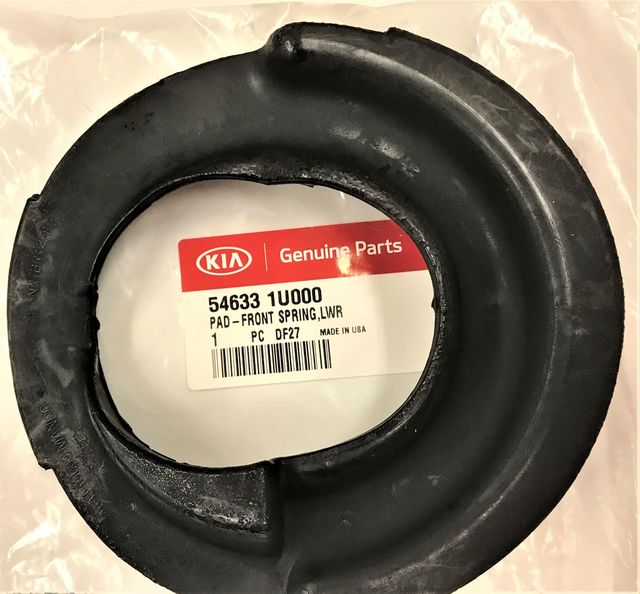 KIA Genuine Parts
54633 1U000
PAD-FRONT SPRING,LWR
1 PC DF27 MADE IN USA